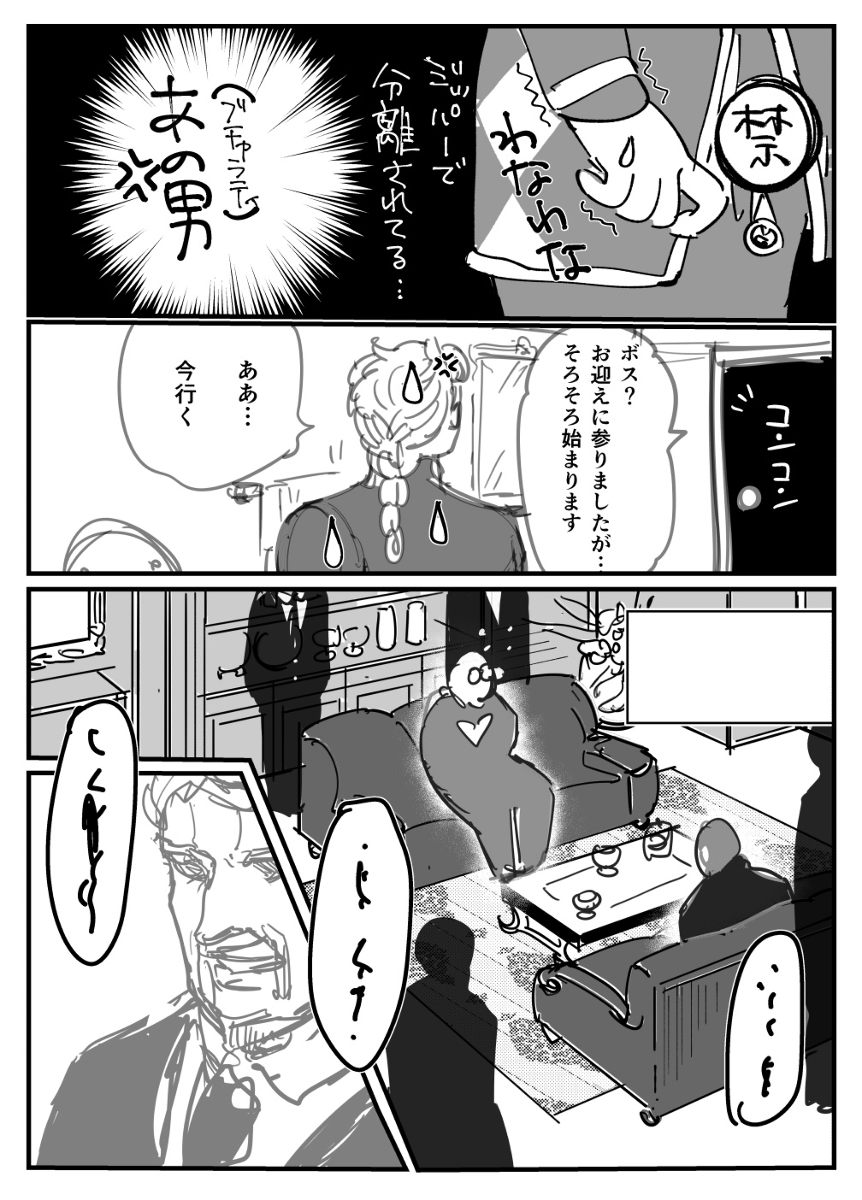 禁
わなわな
ジッパーで
分離されてる…
あの男
(ブチャラティ)
コンコン
ボス？
お迎えに参りましたが…
そろそろ始まります
ああ…
今行く